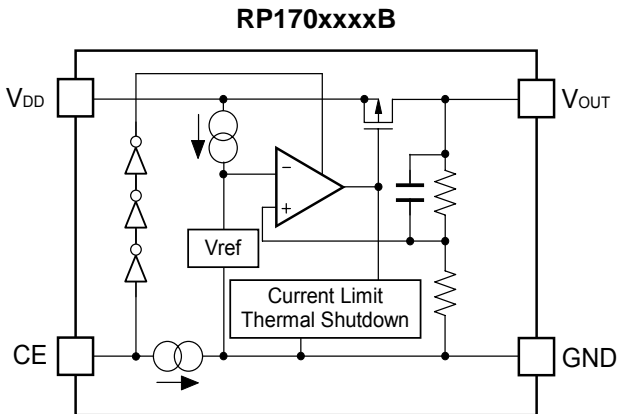 RP170xxxxB
VDD
VOUT
−
+
Vref
Current Limit
Thermal Shutdown
CE
GND